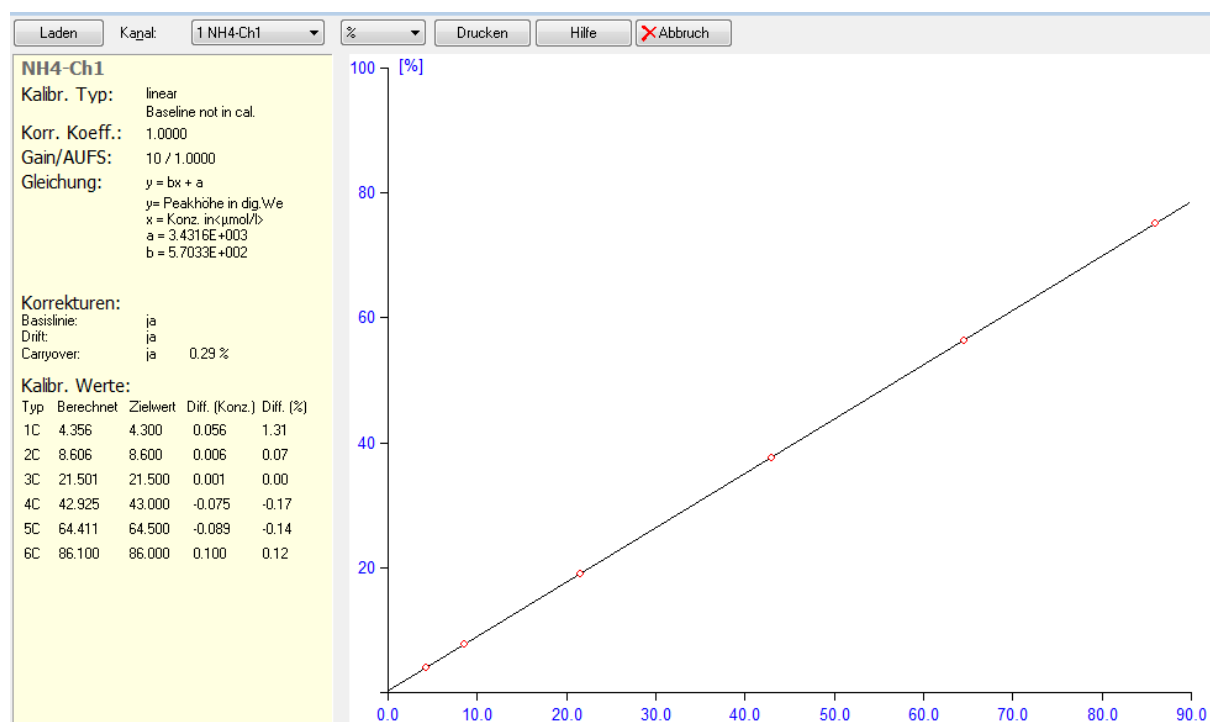 Laden Kanal: 1 NH4-Ch1 % Drucken Hilfe Abbruch
NH4-Ch1
Kalibr. Typ: linear
Baseline not in cal.
Korr. Koeff.: 1.0000
Gain/AUFS: 10 / 1.0000
Gleichung: y = bx + a
y= Peakhöhe in dig.We
x = Konz. in<µmol/l>
a = 3.4316E+003
b = 5.7033E+002
Korrekturen:
Basislinie: ja
Drift: ja
Carryover: ja 0.29 %
Kalibr. Werte:
Typ Berechnet Zielwert Diff. (Konz.) Diff. (%)
1C 4.356 4.300 0.056 1.31
2C 8.606 8.600 0.006 0.07
3C 21.501 21.500 0.001 0.00
4C 42.925 43.000 -0.075 -0.17
5C 64.411 64.500 -0.089 -0.14
6C 86.100 86.000 0.100 0.12
100 [%]
80
60
40
20
0.0 10.0 20.0 30.0 40.0 50.0 60.0 70.0 80.0 90.0